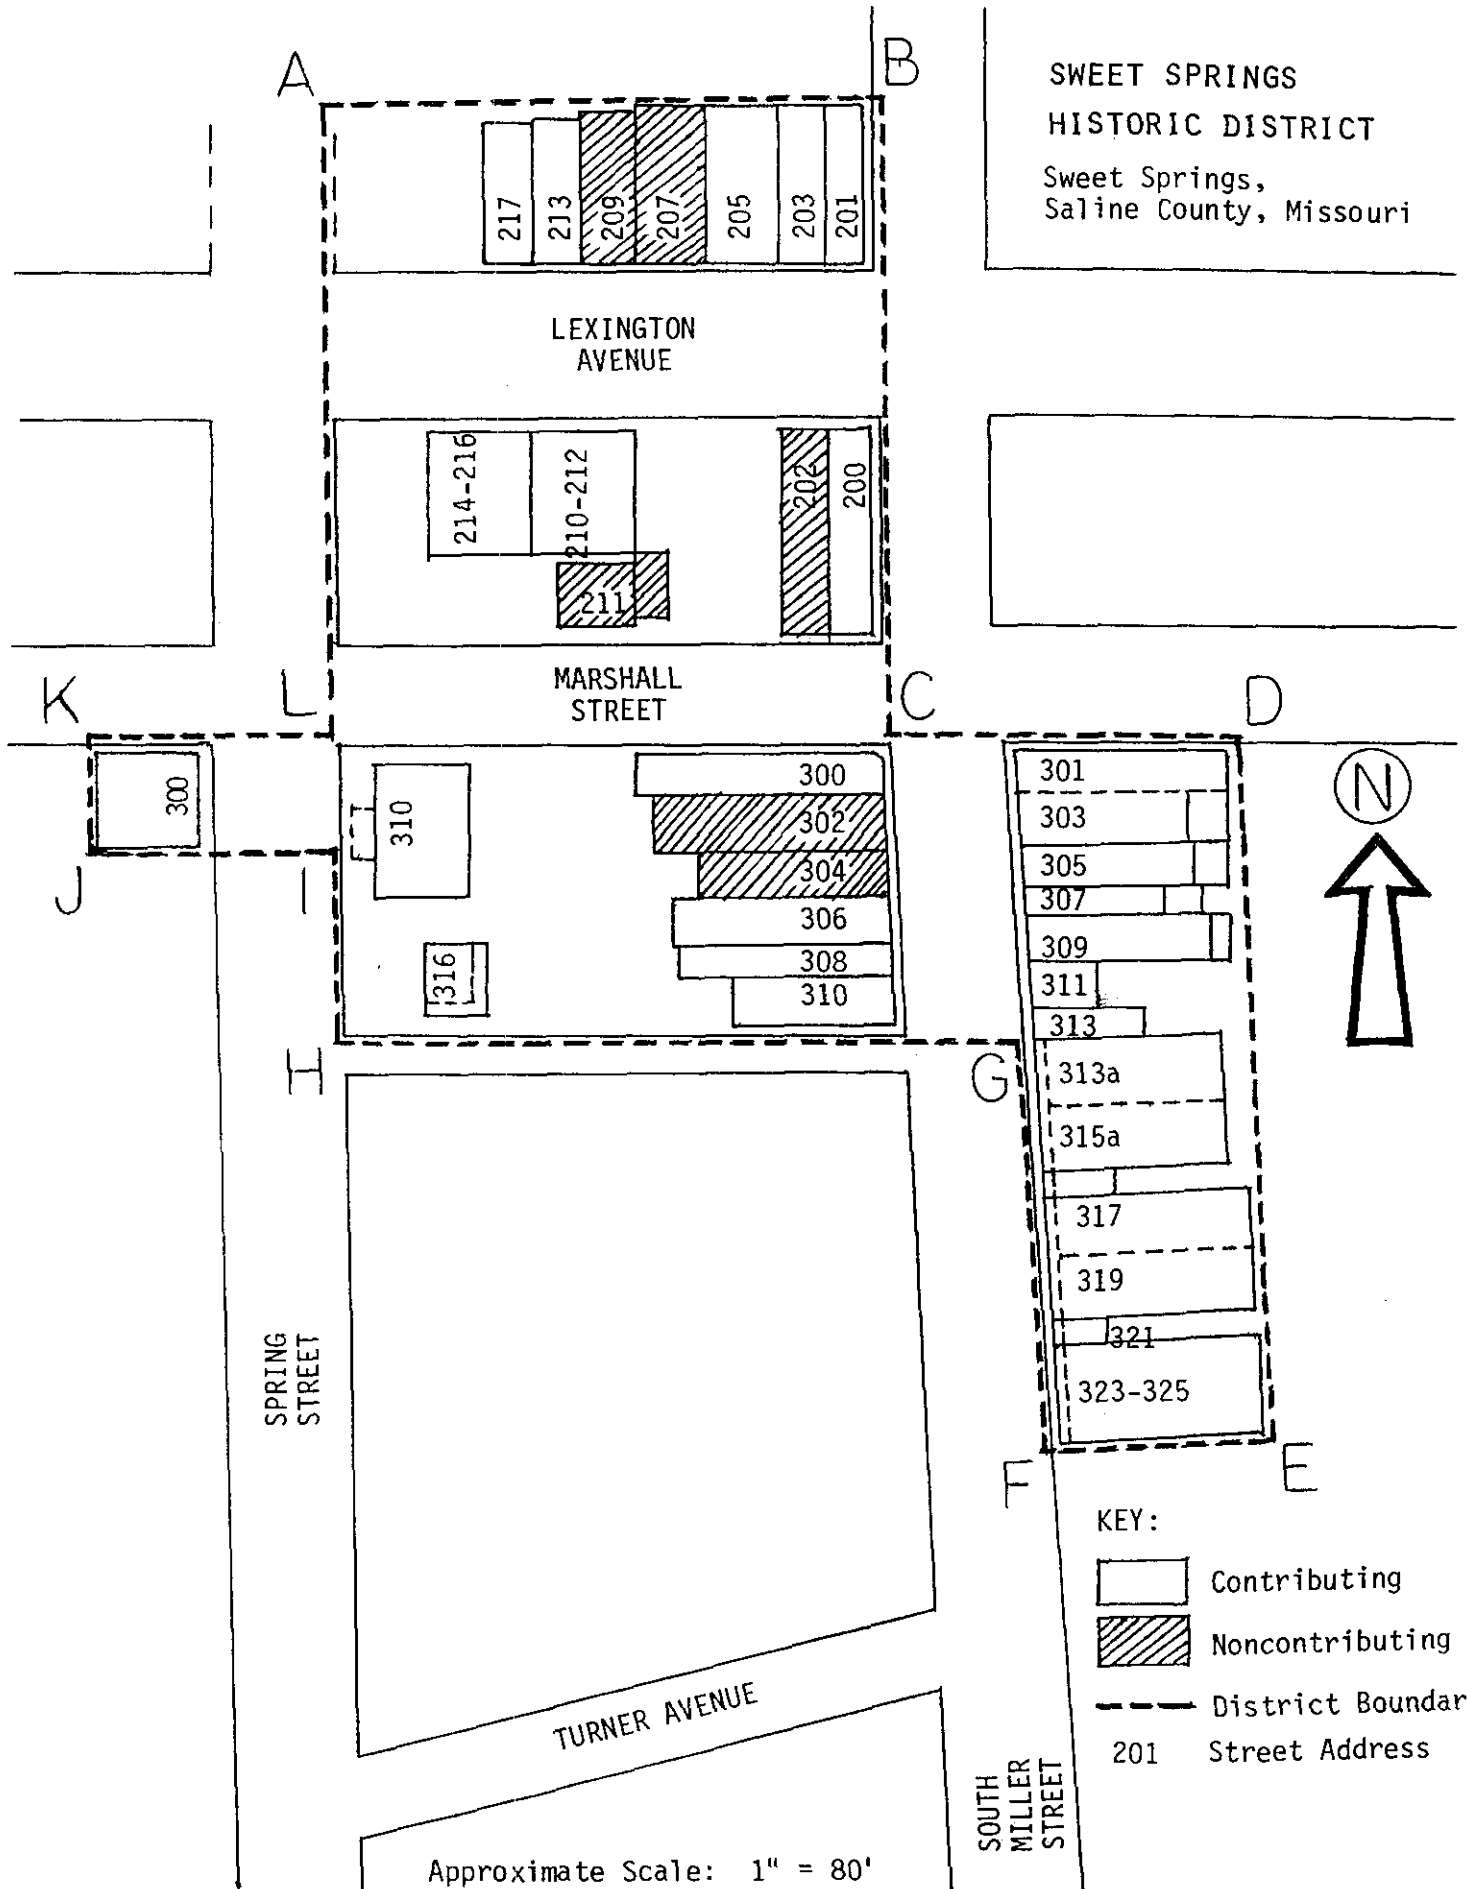 A
B
SWEET SPRINGS
HISTORIC DISTRICT
Sweet Springs,
Saline County, Missouri
217
213
209
207
205
203
201
LEXINGTON
AVENUE
214-216
210-212
202
200
211
MARSHALL
STREET
K
L
C
D
300
310
300
302
304
306
308
310
316
301
303
305
307
309
311
313
313a
315a
317
319
321
323-325
N
J
I
H
G
F
E
SPRING
STREET
TURNER AVENUE
SOUTH
MILLER
STREET
KEY:
Contributing
Noncontributing
District Boundar
201 Street Address
Approximate Scale: 1" = 80'